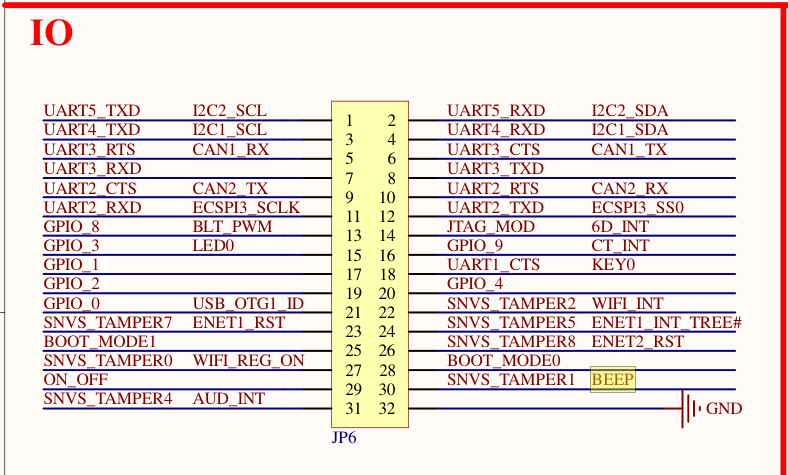 IO
UART5_TXD I2C2_SCL 1 2 UART5_RXD I2C2_SDA
UART4_TXD I2C1_SCL 3 4 UART4_RXD I2C1_SDA
UART3_RTS CAN1_RX 5 6 UART3_CTS CAN1_TX
UART3_RXD 7 8 UART3_TXD
UART2_CTS CAN2_TX 9 10 UART2_RTS CAN2_RX
UART2_RXD ECSPI3_SCLK 11 12 UART2_TXD ECSPI3_SS0
GPIO_8 BLT_PWM 13 14 JTAG_MOD 6D_INT
GPIO_3 LED0 15 16 GPIO_9 CT_INT
GPIO_1 17 18 UART1_CTS KEY0
GPIO_2 19 20 GPIO_4
GPIO_0 USB_OTG1_ID 21 22 SNVS_TAMPER2 WIFI_INT
SNVS_TAMPER7 ENET1_RST 23 24 SNVS_TAMPER5 ENET1_INT_TREE#
BOOT_MODE1 25 26 SNVS_TAMPER8 ENET2_RST
SNVS_TAMPER0 WIFI_REG_ON 27 28 BOOT_MODE0
ON_OFF 29 30 SNVS_TAMPER1 BEEP
SNVS_TAMPER4 AUD_INT 31 32 GND
JP6